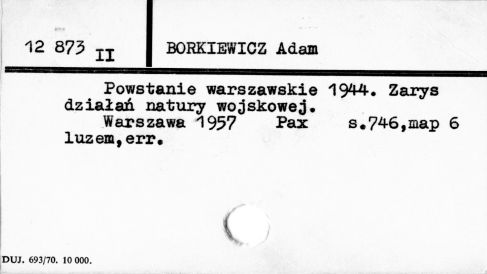 12 873 II
BORKIEWICZ Adam
Powstanie warszawskie 1944. Zarys
działań natury wojskowej.
Warszawa 1957 Pax s.746,map 6
luzem,err.
DUJ. 693/70. 10 000.